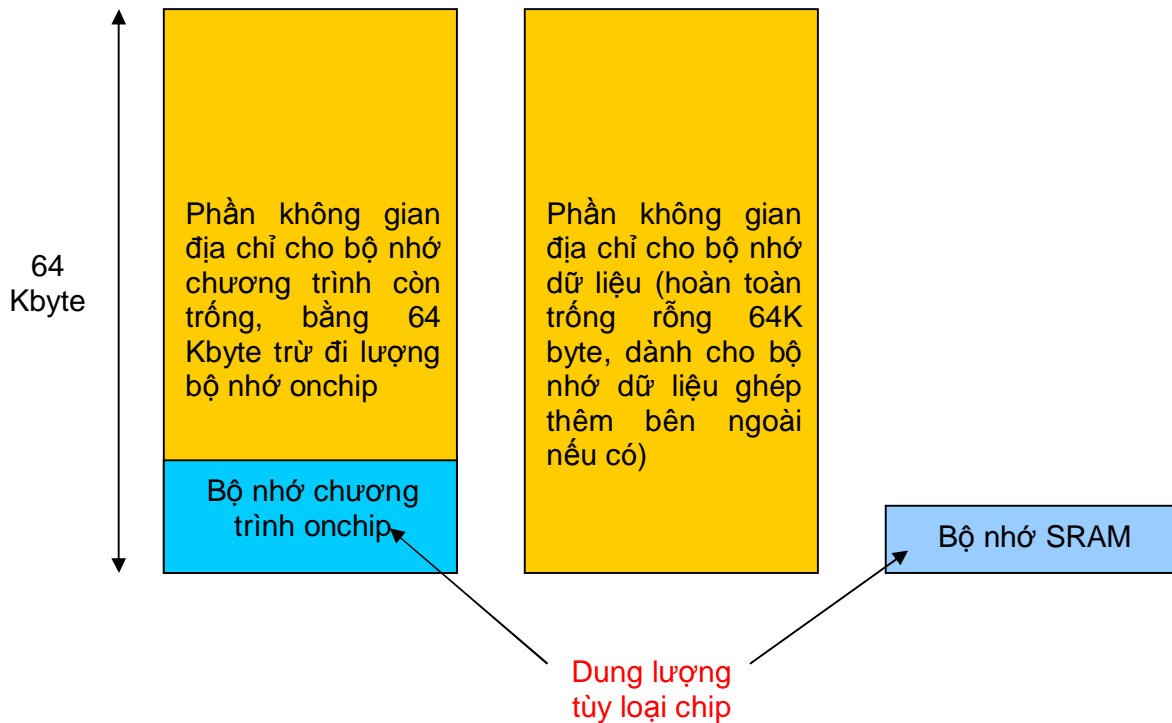 64
Kbyte
Phần không gian
địa chỉ cho bộ nhớ
chương trình còn
trống, bằng 64
Kbyte trừ đi lượng
bộ nhớ onchip
Bộ nhớ chương
trình onchip
Phần không gian
địa chỉ cho bộ nhớ
dữ liệu (hoàn toàn
trống rỗng 64K
byte, dành cho bộ
nhớ dữ liệu ghép
thêm bên ngoài
nếu có)
Bộ nhớ SRAM
Dung lượng
tùy loại chip